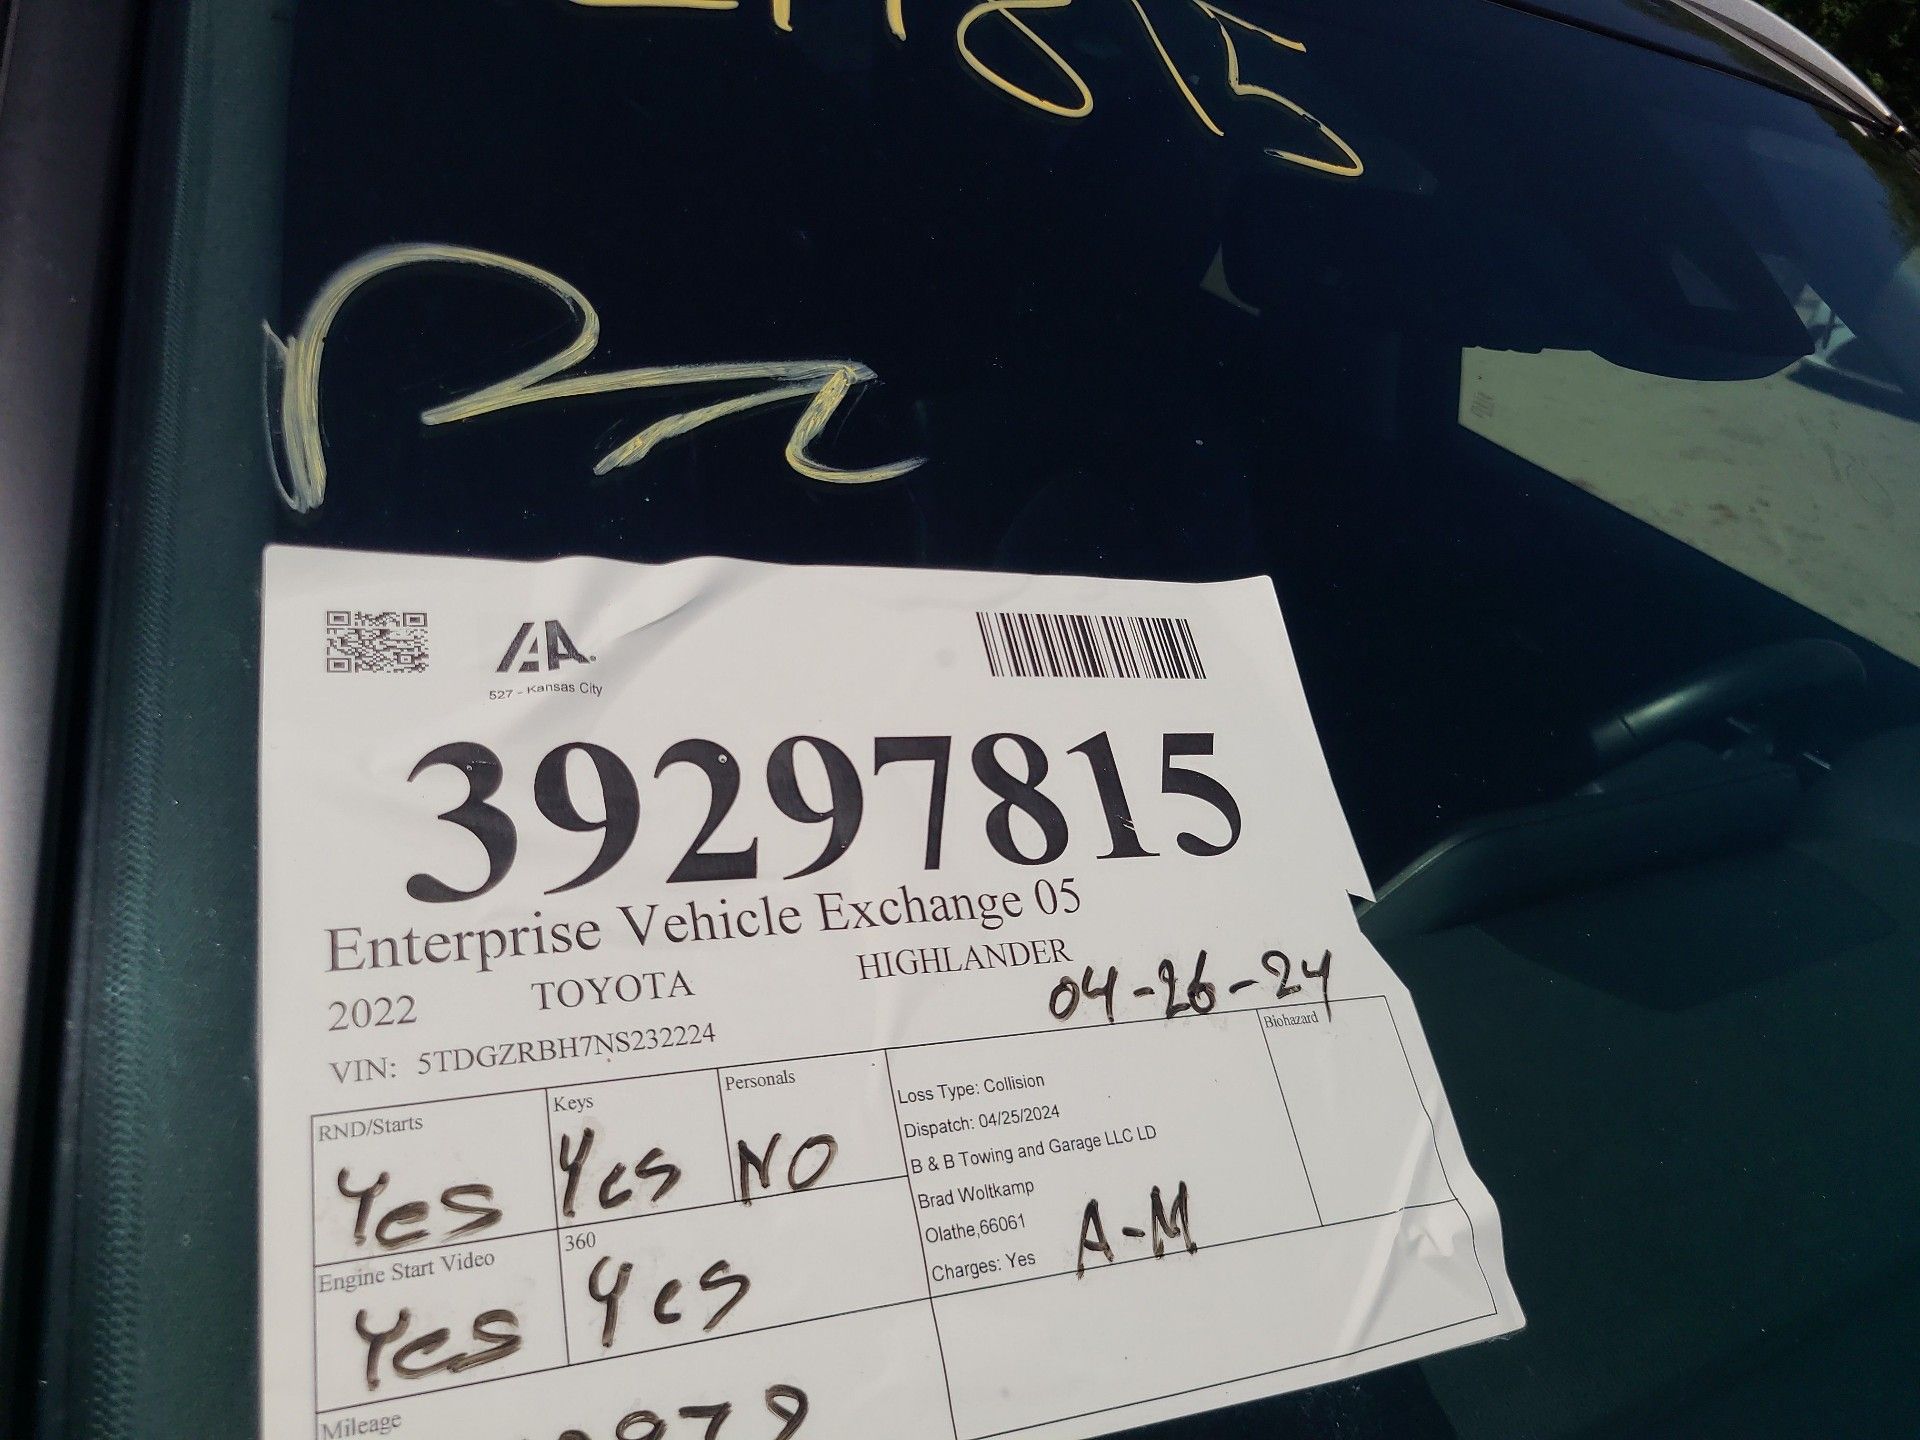 7815
IAA.
527 - Kansas City
39297815
Enterprise Vehicle Exchange 05
2022 TOYOTA HIGHLANDER
04-26-24
VIN: 5TDGZRBH7NS232224
RND/Starts Keys Personals
Yes Yes NO
Engine Start Video 360
Yes Yes
Mileage
Loss Type: Collision
Dispatch: 04/25/2024
B & B Towing and Garage LLC LD
Brad Woltkamp
Olathe,66061
Charges: Yes
A-M
Biohazard